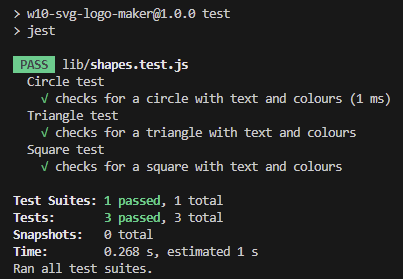 > w10-svg-logo-maker@1.0.0 test
> jest
PASS lib/shapes.test.js
Circle test
√ checks for a circle with text and colours (1 ms)
Triangle test
√ checks for a triangle with text and colours
Square test
√ checks for a square with text and colours
Test Suites: 1 passed, 1 total
Tests: 3 passed, 3 total
Snapshots: 0 total
Time: 0.268 s, estimated 1 s
Ran all test suites.